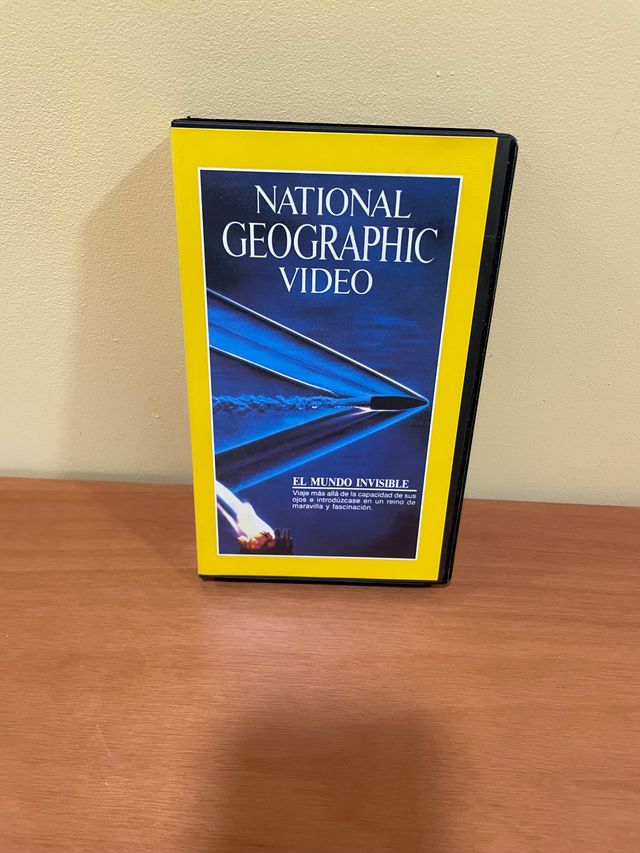 NATIONAL
GEOGRAPHIC
VIDEO
EL MUNDO INVISIBLE
Viaje más allá de la capacidad de sus
ojos e introdúzcase en un reino de
maravilla y fascinación.